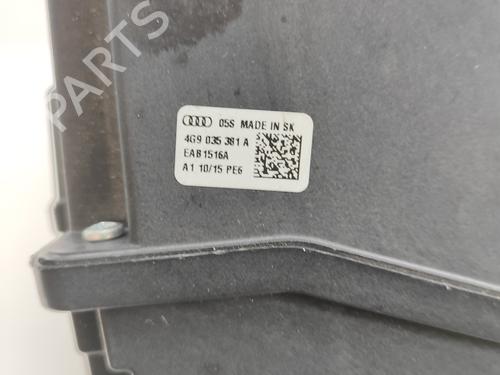 B-PARTS
05S MADE IN SK
4G9 035 381 A
EAB1516A
A1 10/15 PE6